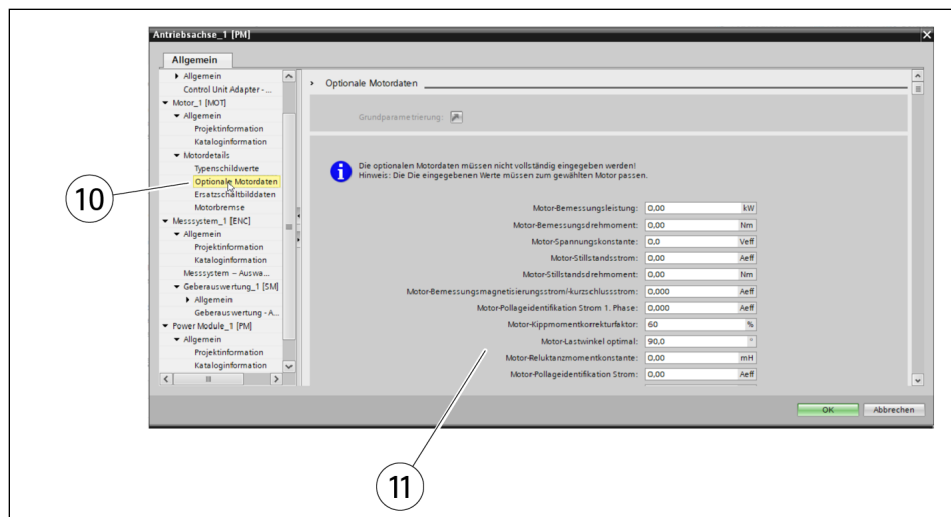 Antriebsachse_1 [PM]
Allgemein
Allgemein
Control Unit Adapter - ...
Motor_1 [MOT]
Allgemein
Projektinformation
Kataloginformation
Motordetails
Typenschildwerte
Optionale Motordaten
Ersatzschaltbilddaten
Motorbremse
Messsystem_1 [ENC]
Allgemein
Projektinformation
Kataloginformation
Messsystem – Auswa...
Geberauswertung_1 [SM]
Allgemein
Geberauswertung - A...
Power Module_1 [PM]
Allgemein
Projektinformation
Kataloginformation
Optionale Motordaten
Grundparametrierung:
Die optionalen Motordaten müssen nicht vollständig eingegeben werden!
Hinweis: Die Die eingegebenen Werte müssen zum gewählten Motor passen.
Motor-Bemessungsleistung: 0,00 kW
Motor-Bemessungsdrehmoment: 0,00 Nm
Motor-Spannungskonstante: 0,0 Veff
Motor-Stillstandsstrom: 0,00 Aeff
Motor-Stillstandsdrehmoment: 0,00 Nm
Motor-Bemessungsmagnetisierungsstrom/-kurzschlussstrom: 0,000 Aeff
Motor-Pollageidentifikation Strom 1. Phase: 0,000 Aeff
Motor-Kippmomentkorrekturfaktor: 60 %
Motor-Lastwinkel optimal: 90,0 °
Motor-Reluktanzmomentkonstante: 0,00 mH
Motor-Pollageidentifikation Strom: 0,00 Aeff
OK Abbrechen
10
11